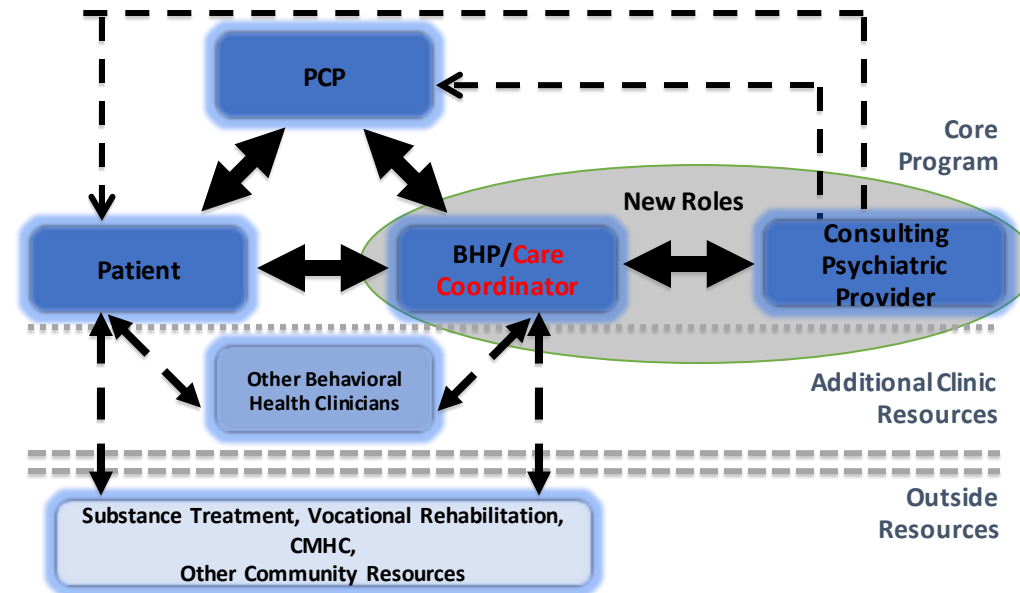 PCP
Core
Program
New Roles
Patient
BHP/Care
Coordinator
Consulting
Psychiatric
Provider
Other Behavioral
Health Clinicians
Additional Clinic
Resources
Outside
Resources
Substance Treatment, Vocational Rehabilitation,
CMHC,
Other Community Resources